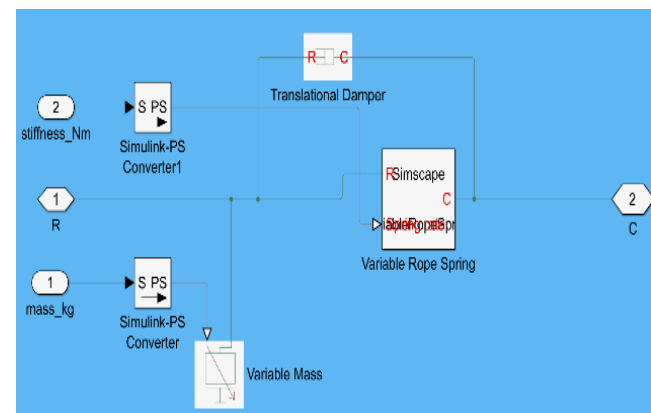 R C
Translational Damper
2
stiffness_Nm
S PS
Simulink-PS
Converter1
R Simscape
C
Variable Rope Spring
1
R
2
C
1
mass_kg
S PS
Simulink-PS
Converter
Variable Mass